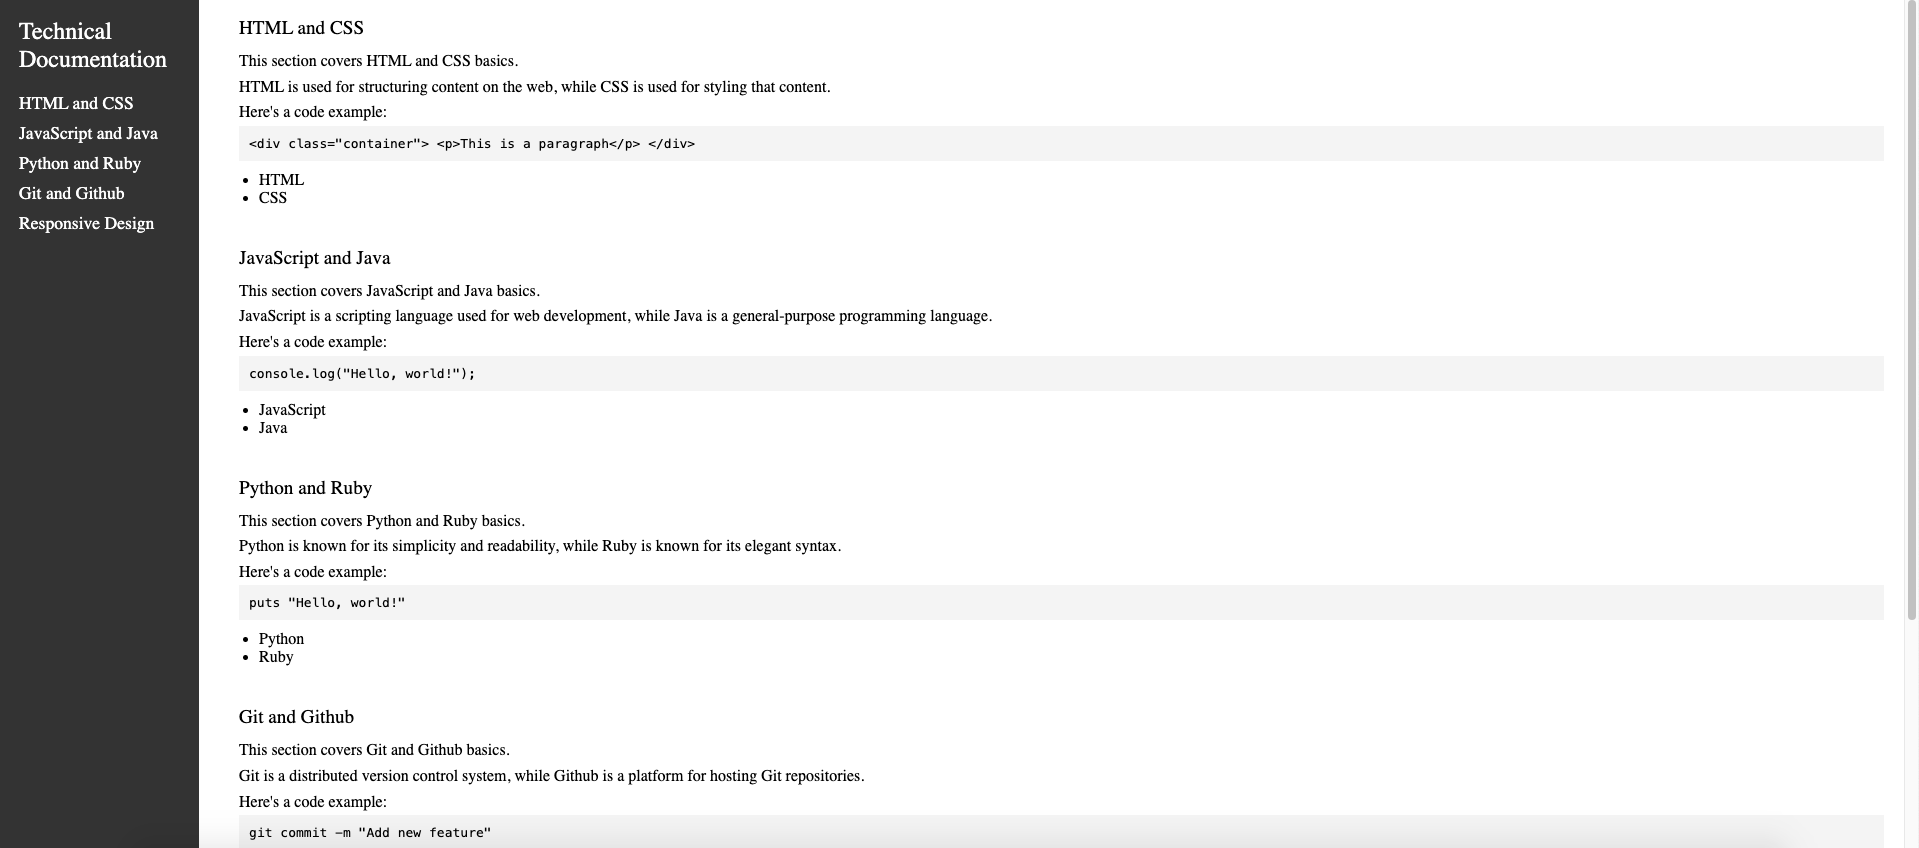 Technical
Documentation
HTML and CSS
JavaScript and Java
Python and Ruby
Git and Github
Responsive Design
HTML and CSS
This section covers HTML and CSS basics.
HTML is used for structuring content on the web, while CSS is used for styling that content.
Here's a code example:
<div class="container"> <p>This is a paragraph</p> </div>
• HTML
• CSS
JavaScript and Java
This section covers JavaScript and Java basics.
JavaScript is a scripting language used for web development, while Java is a general-purpose programming language.
Here's a code example:
console.log("Hello, world!");
• JavaScript
• Java
Python and Ruby
This section covers Python and Ruby basics.
Python is known for its simplicity and readability, while Ruby is known for its elegant syntax.
Here's a code example:
puts "Hello, world!"
• Python
• Ruby
Git and Github
This section covers Git and Github basics.
Git is a distributed version control system, while Github is a platform for hosting Git repositories.
Here's a code example:
git commit -m "Add new feature"